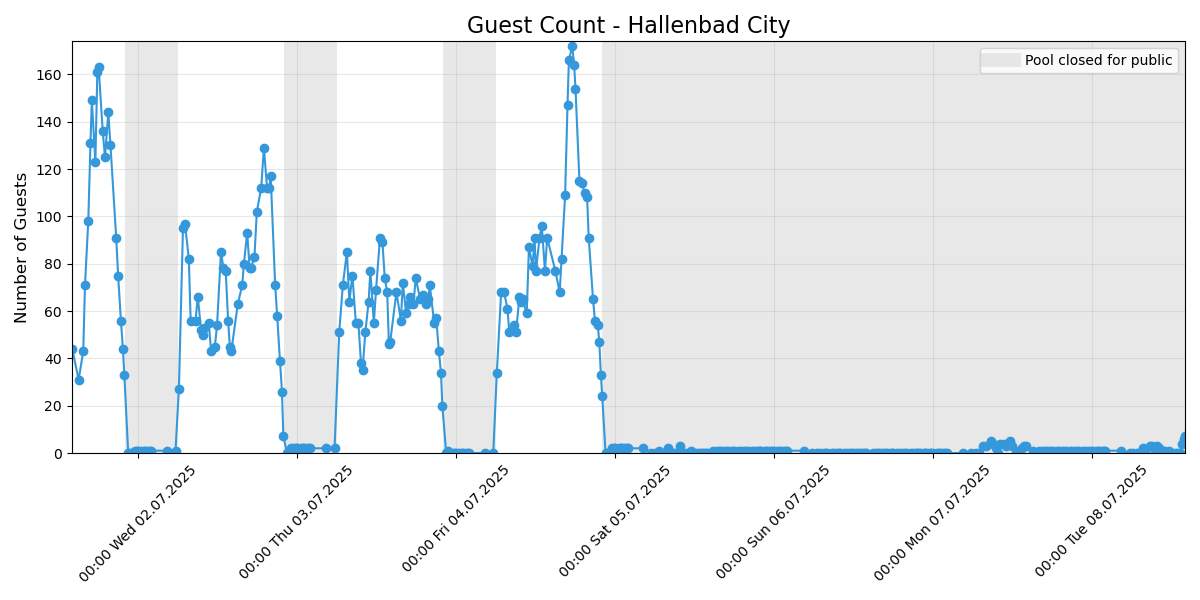 Guest Count - Hallenbad City
Pool closed for public
Number of Guests
160
140
120
100
80
60
40
20
0
00:00 Wed 02.07.2025
00:00 Thu 03.07.2025
00:00 Fri 04.07.2025
00:00 Sat 05.07.2025
00:00 Sun 06.07.2025
00:00 Mon 07.07.2025
00:00 Tue 08.07.2025